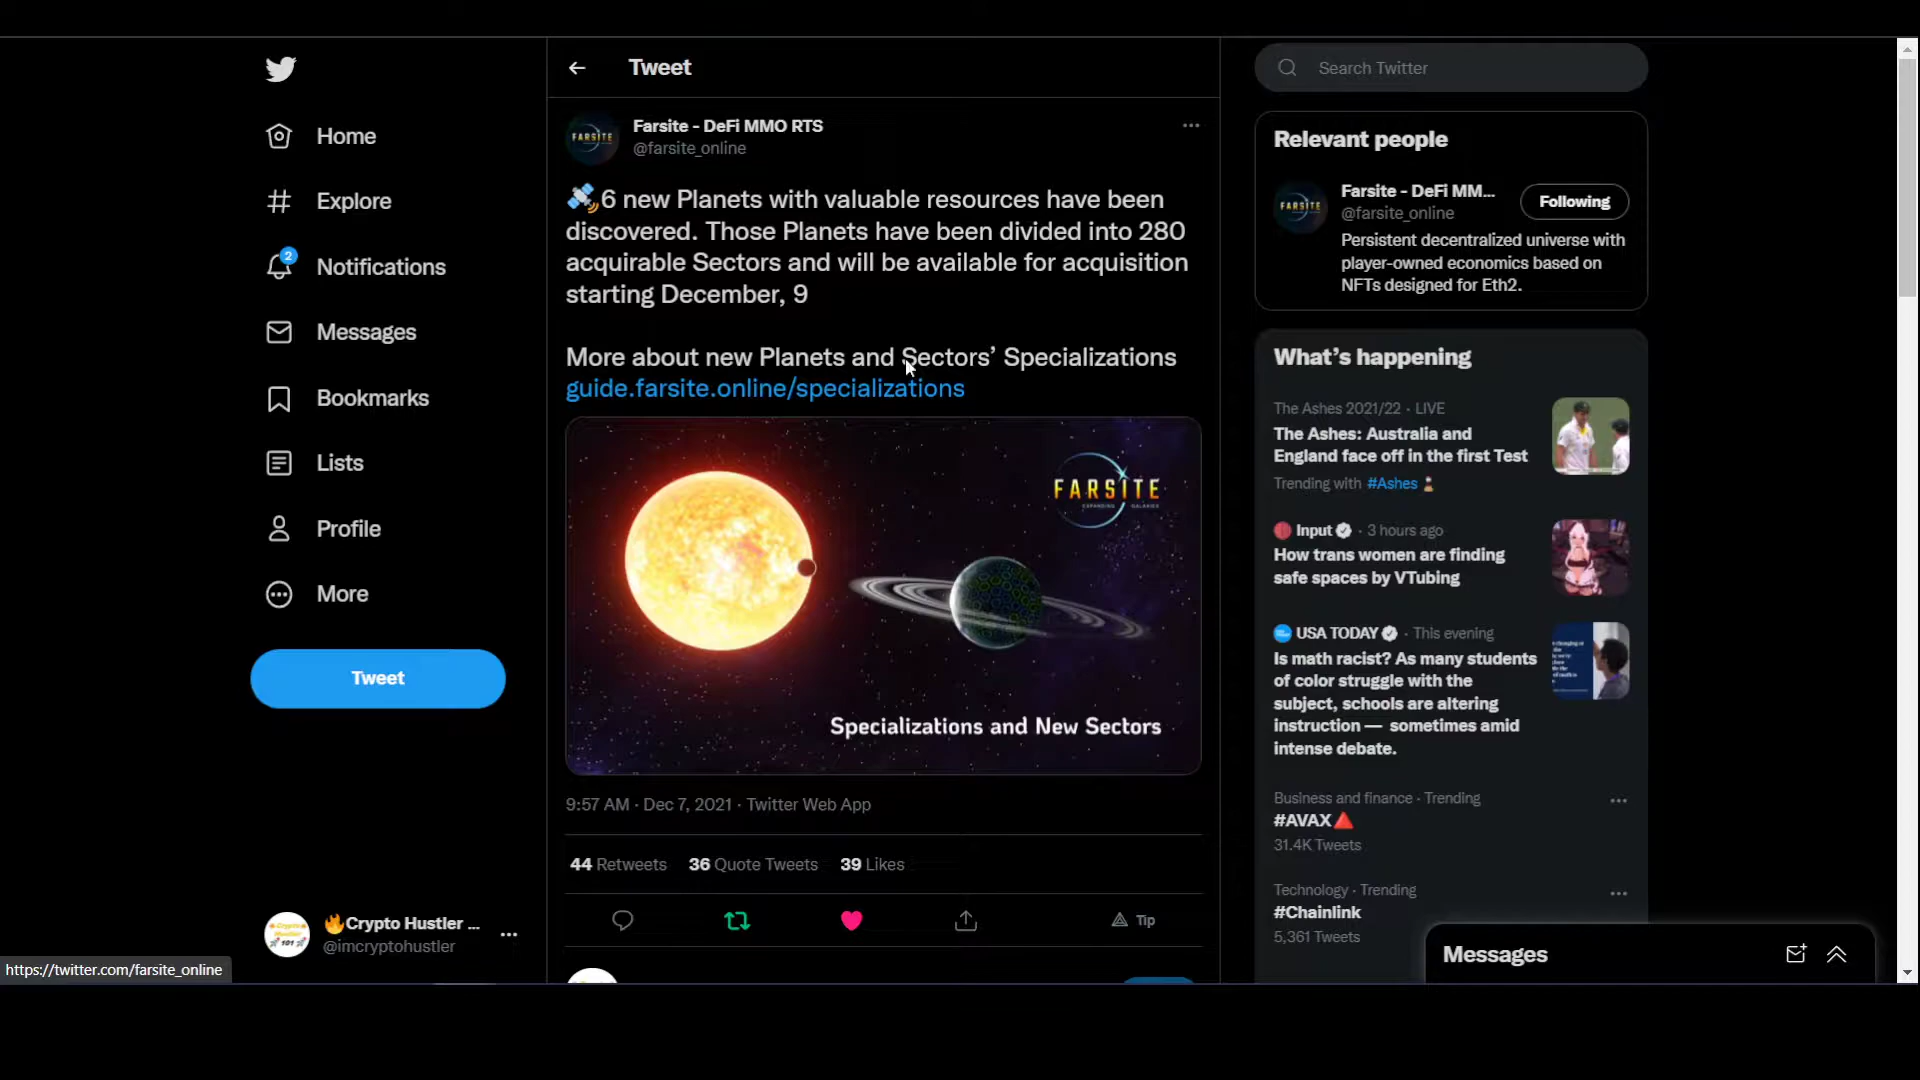 Home
Explore
2
Notifications
Messages
Bookmarks
Lists
Profile
More
Tweet
🔥Crypto Hustler ...
@imcryptohustler
https://twitter.com/farsite_online
Tweet
Farsite - DeFi MMO RTS
@farsite_online
🛰️6 new Planets with valuable resources have been
discovered. Those Planets have been divided into 280
acquirable Sectors and will be available for acquisition
starting December, 9
More about new Planets and Sectors’ Specializations
guide.farsite.online/specializations
FARSITE
EXPANDING GALAXIES
Specializations and New Sectors
9:57 AM · Dec 7, 2021 · Twitter Web App
44 Retweets 36 Quote Tweets 39 Likes
Tip
Search Twitter
Relevant people
FARSITE
Farsite - DeFi MM...
@farsite_online
Following
Persistent decentralized universe with
player-owned economics based on
NFTs designed for Eth2.
What’s happening
The Ashes 2021/22 · LIVE
The Ashes: Australia and
England face off in the first Test
Trending with #Ashes
Input · 3 hours ago
How trans women are finding
safe spaces by VTubing
USA TODAY · This evening
Is math racist? As many students
of color struggle with the
subject, schools are altering
instruction — sometimes amid
intense debate.
Business and finance · Trending
#AVAX🔺
31.4K Tweets
Technology · Trending
#Chainlink
5,361 Tweets
Messages